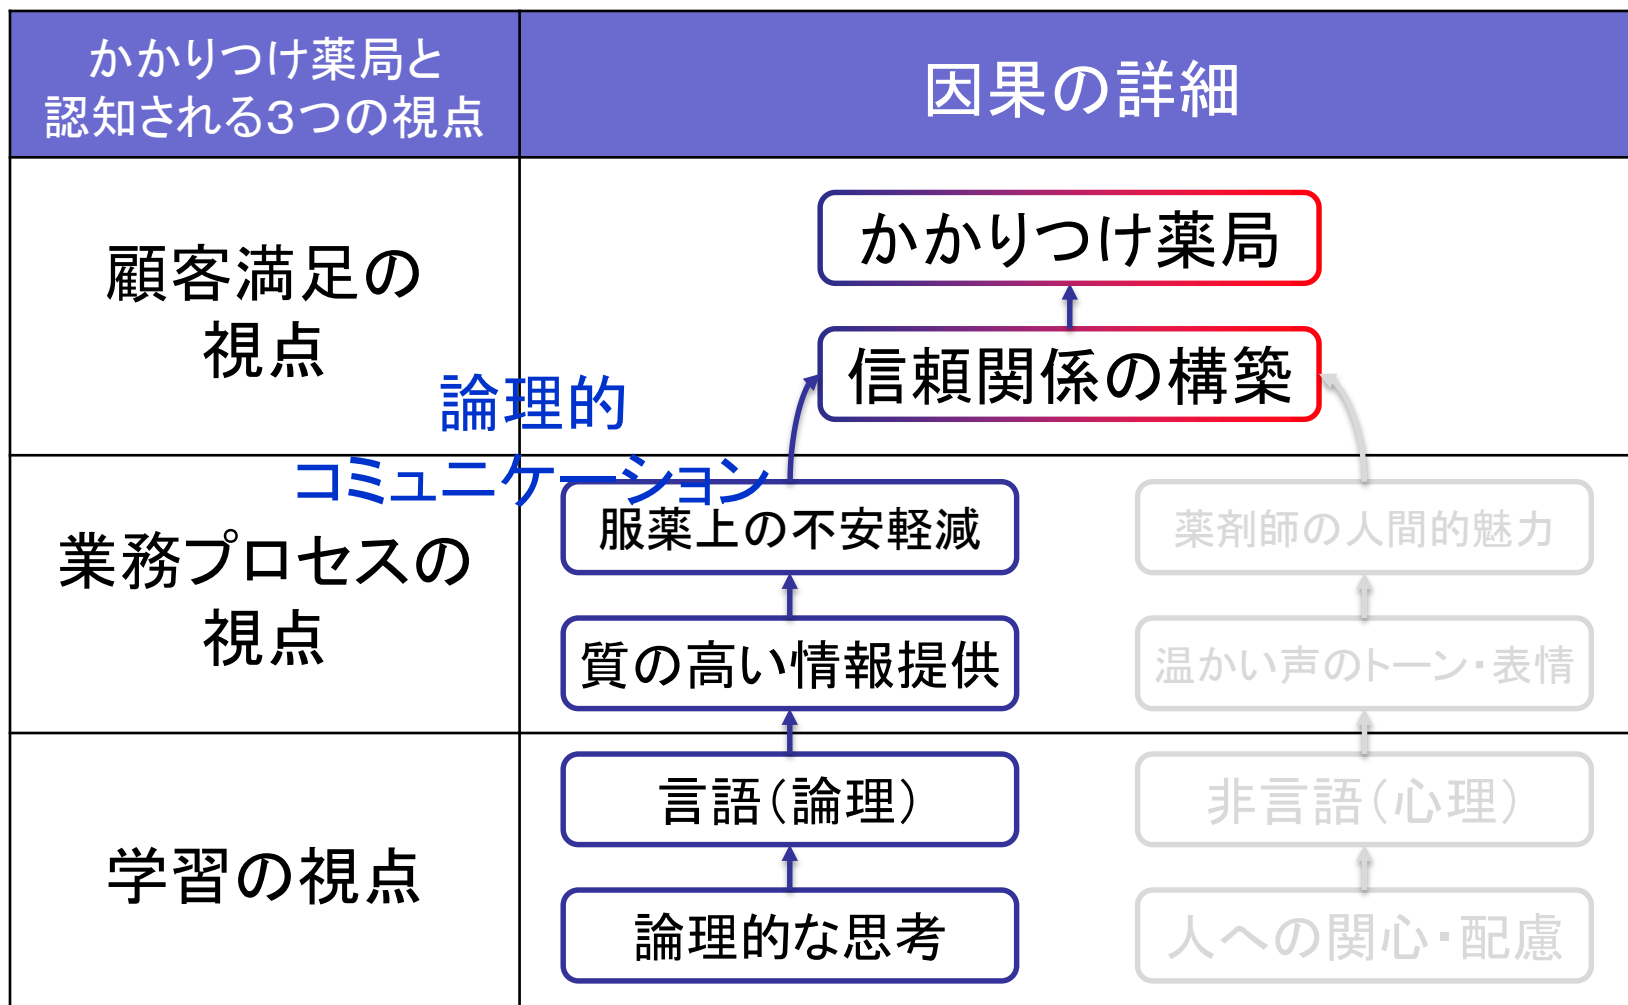 かかりつけ薬局と
認知される3つの視点
因果の詳細
顧客満足の
視点
かかりつけ薬局
信頼関係の構築
論理的
コミュニケーション
業務プロセスの
視点
服薬上の不安軽減
薬剤師の人間的魅力
質の高い情報提供
温かい声のトーン・表情
学習の視点
言語(論理)
非言語(心理)
論理的な思考
人への関心・配慮